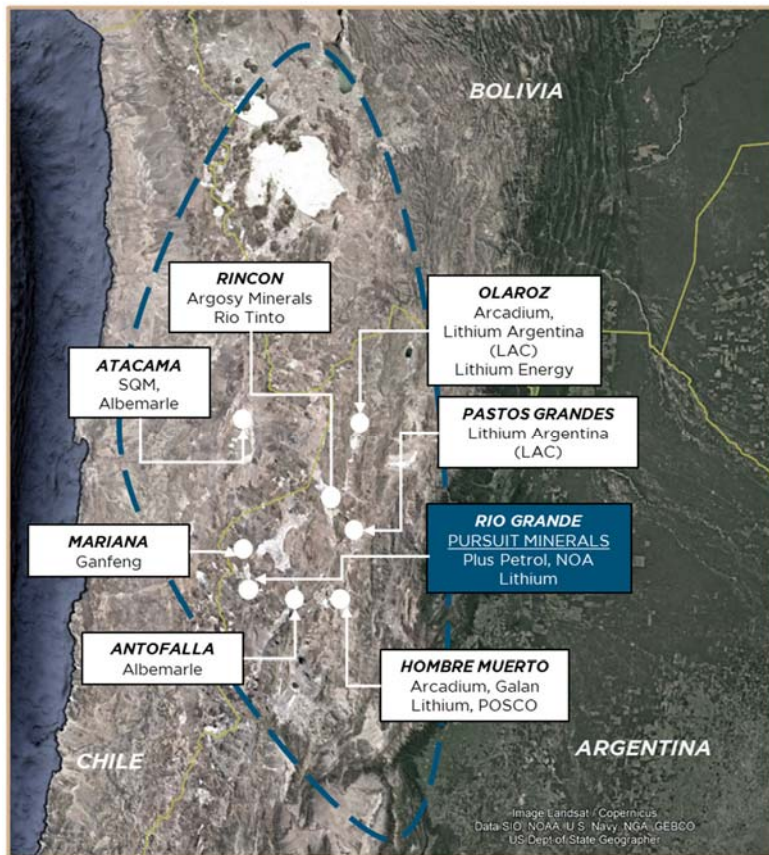 BOLIVIA
RINCON
Argosy Minerals
Rio Tinto
OLAROZ
Arcadium,
Lithium Argentina
(LAC)
Lithium Energy
ATACAMA
SQM,
Albemarle
PASTOS GRANDES
Lithium Argentina
(LAC)
MARIANA
Ganfeng
RIO GRANDE
PURSUIT MINERALS
Plus Petrol, NOA
Lithium
ANTOFALLA
Albemarle
HOMBRE MUERTO
Arcadium, Galan
Lithium, POSCO
CHILE
ARGENTINA
Image Landsat / Copernicus
Data SIO, NOAA, U.S. Navy, NGA, GEBCO
US Dept of State Geographer